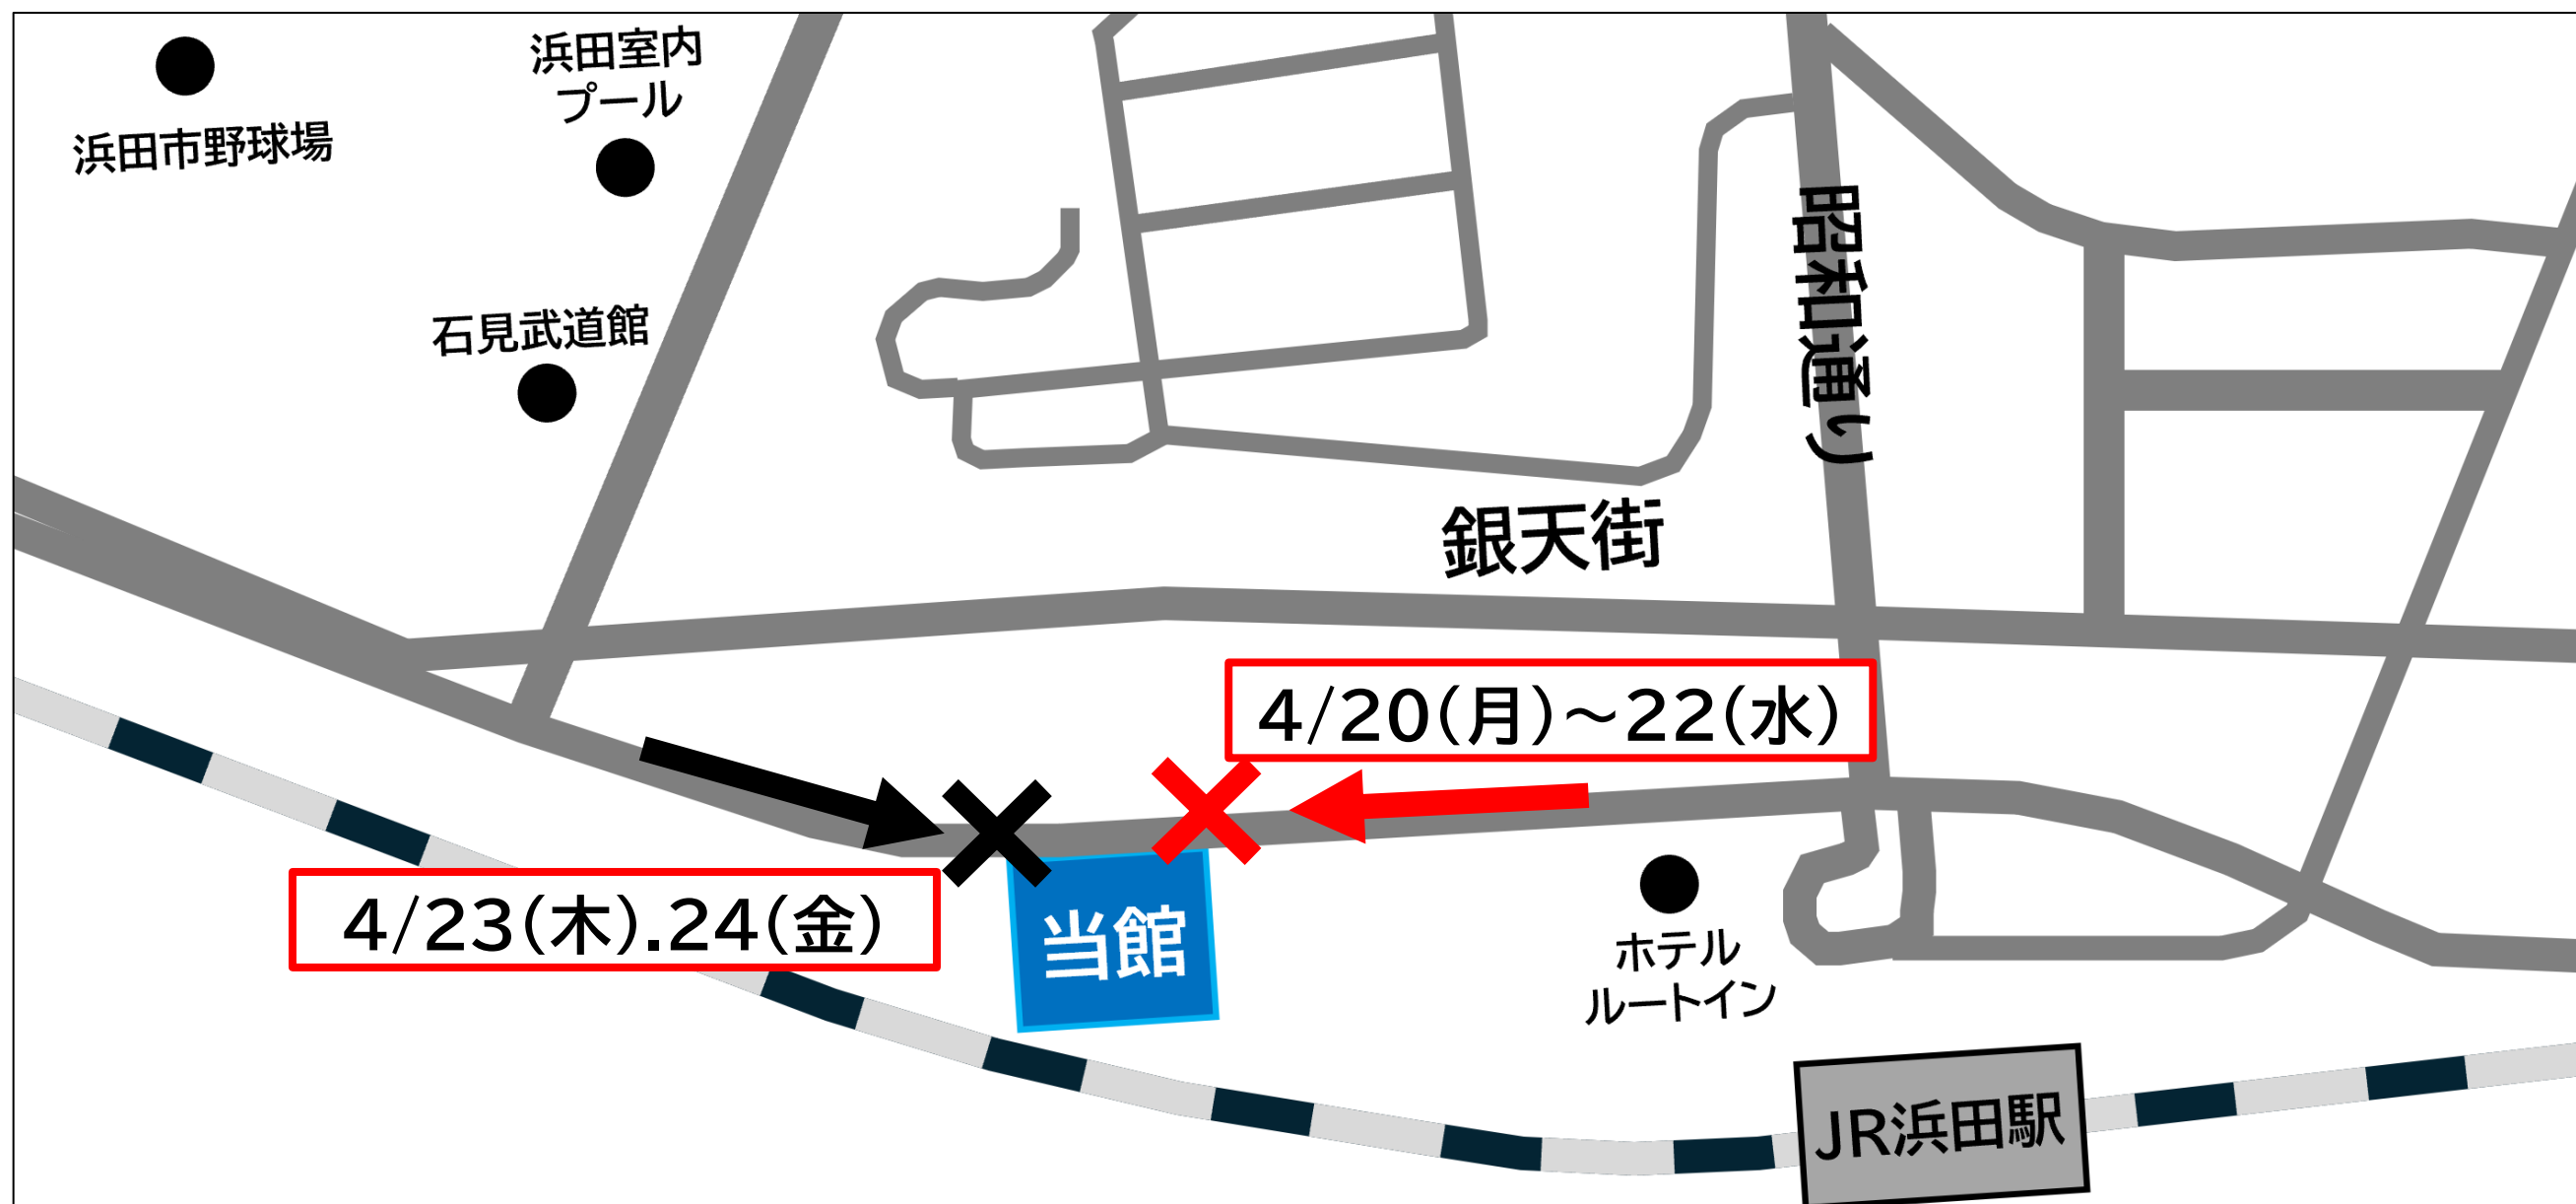 浜田室内
プール
浜田市野球場
昭和通り
石見武道館
銀天街
4/20(月)～22(水)
4/23(木).24(金)
当館
ホテル
ルートイン
JR浜田駅